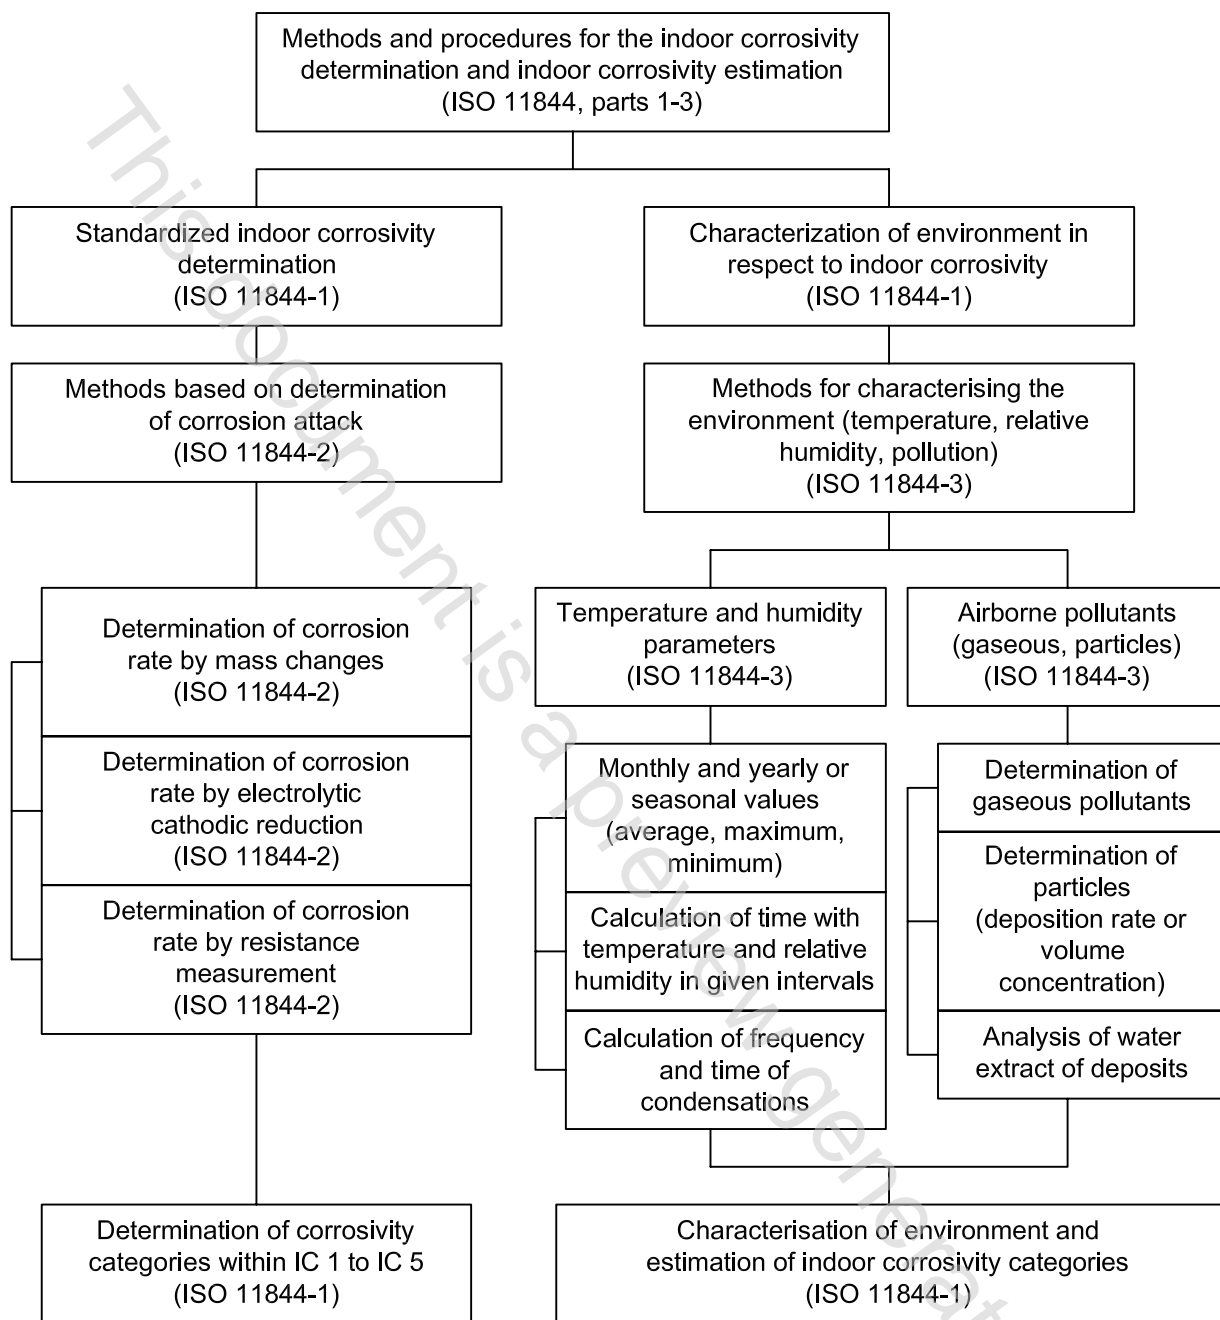 Methods and procedures for the indoor corrosivity
determination and indoor corrosivity estimation
(ISO 11844, parts 1-3)
Standardized indoor corrosivity
determination
(ISO 11844-1)
Characterization of environment in
respect to indoor corrosivity
(ISO 11844-1)
Methods based on determination
of corrosion attack
(ISO 11844-2)
Methods for characterising the
environment (temperature, relative
humidity, pollution)
(ISO 11844-3)
Determination of corrosion
rate by mass changes
(ISO 11844-2)
Temperature and humidity
parameters
(ISO 11844-3)
Airborne pollutants
(gaseous, particles)
(ISO 11844-3)
Determination of corrosion
rate by electrolytic
cathodic reduction
(ISO 11844-2)
Determination of corrosion
rate by resistance
measurement
(ISO 11844-2)
Monthly and yearly or
seasonal values
(average, maximum,
minimum)
Calculation of time with
temperature and relative
humidity in given intervals
Calculation of frequency
and time of
condensations
Determination of
gaseous pollutants
Determination of
particles
(deposition rate or
volume
concentration)
Analysis of water
extract of deposits
Determination of corrosivity
categories within IC 1 to IC 5
(ISO 11844-1)
Characterisation of environment and
estimation of indoor corrosivity categories
(ISO 11844-1)
This document is a preview generat